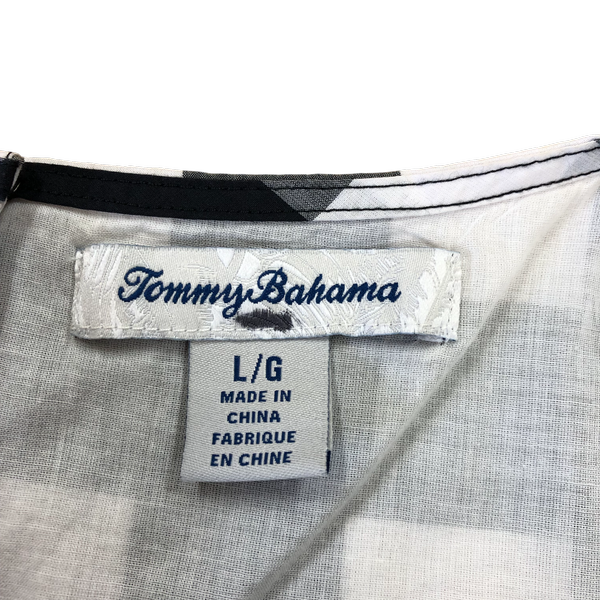 Tommy Bahama
L/G
MADE IN
CHINA
FABRIQUE
EN CHINE